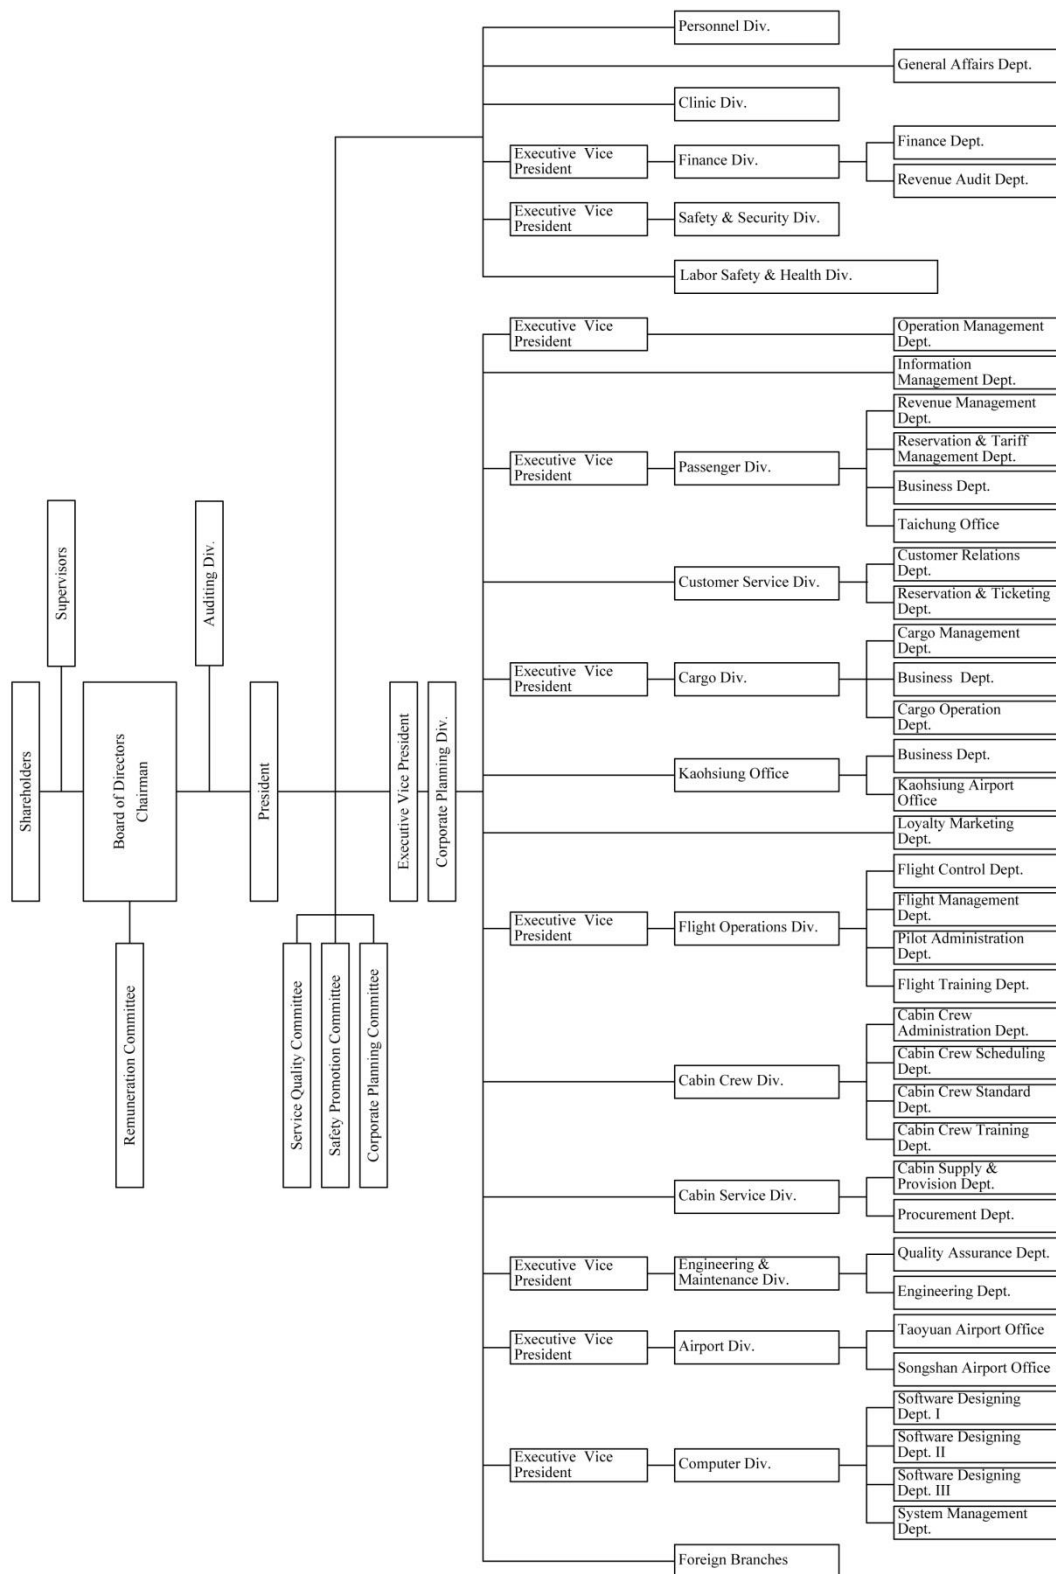 Shareholders
Supervisors
Board of Directors
Chairman
Remuneration Committee
Auditing Div.
President
Service Quality Committee
Safety Promotion Committee
Corporate Planning Committee
Executive Vice President
Corporate Planning Div.
Personnel Div.
General Affairs Dept.
Clinic Div.
Executive Vice
President
Finance Div.
Finance Dept.
Revenue Audit Dept.
Executive Vice
President
Safety & Security Div.
Labor Safety & Health Div.
Executive Vice
President
Operation Management
Dept.
Information
Management Dept.
Executive Vice
President
Passenger Div.
Revenue Management
Dept.
Reservation & Tariff
Management Dept.
Business Dept.
Taichung Office
Customer Service Div.
Customer Relations
Dept.
Reservation & Ticketing
Dept.
Executive Vice
President
Cargo Div.
Cargo Management
Dept.
Business Dept.
Cargo Operation
Dept.
Kaohsiung Office
Business Dept.
Kaohsiung Airport
Office
Loyalty Marketing
Dept.
Executive Vice
President
Flight Operations Div.
Flight Control Dept.
Flight Management
Dept.
Pilot Administration
Dept.
Flight Training Dept.
Cabin Crew Div.
Cabin Crew
Administration Dept.
Cabin Crew Scheduling
Dept.
Cabin Crew Standard
Dept.
Cabin Crew Training
Dept.
Cabin Service Div.
Cabin Supply &
Provision Dept.
Procurement Dept.
Executive Vice
President
Engineering &
Maintenance Div.
Quality Assurance Dept.
Engineering Dept.
Executive Vice
President
Airport Div.
Taoyuan Airport Office
Songshan Airport Office
Executive Vice
President
Computer Div.
Software Designing
Dept. I
Software Designing
Dept. II
Software Designing
Dept. III
System Management
Dept.
Foreign Branches